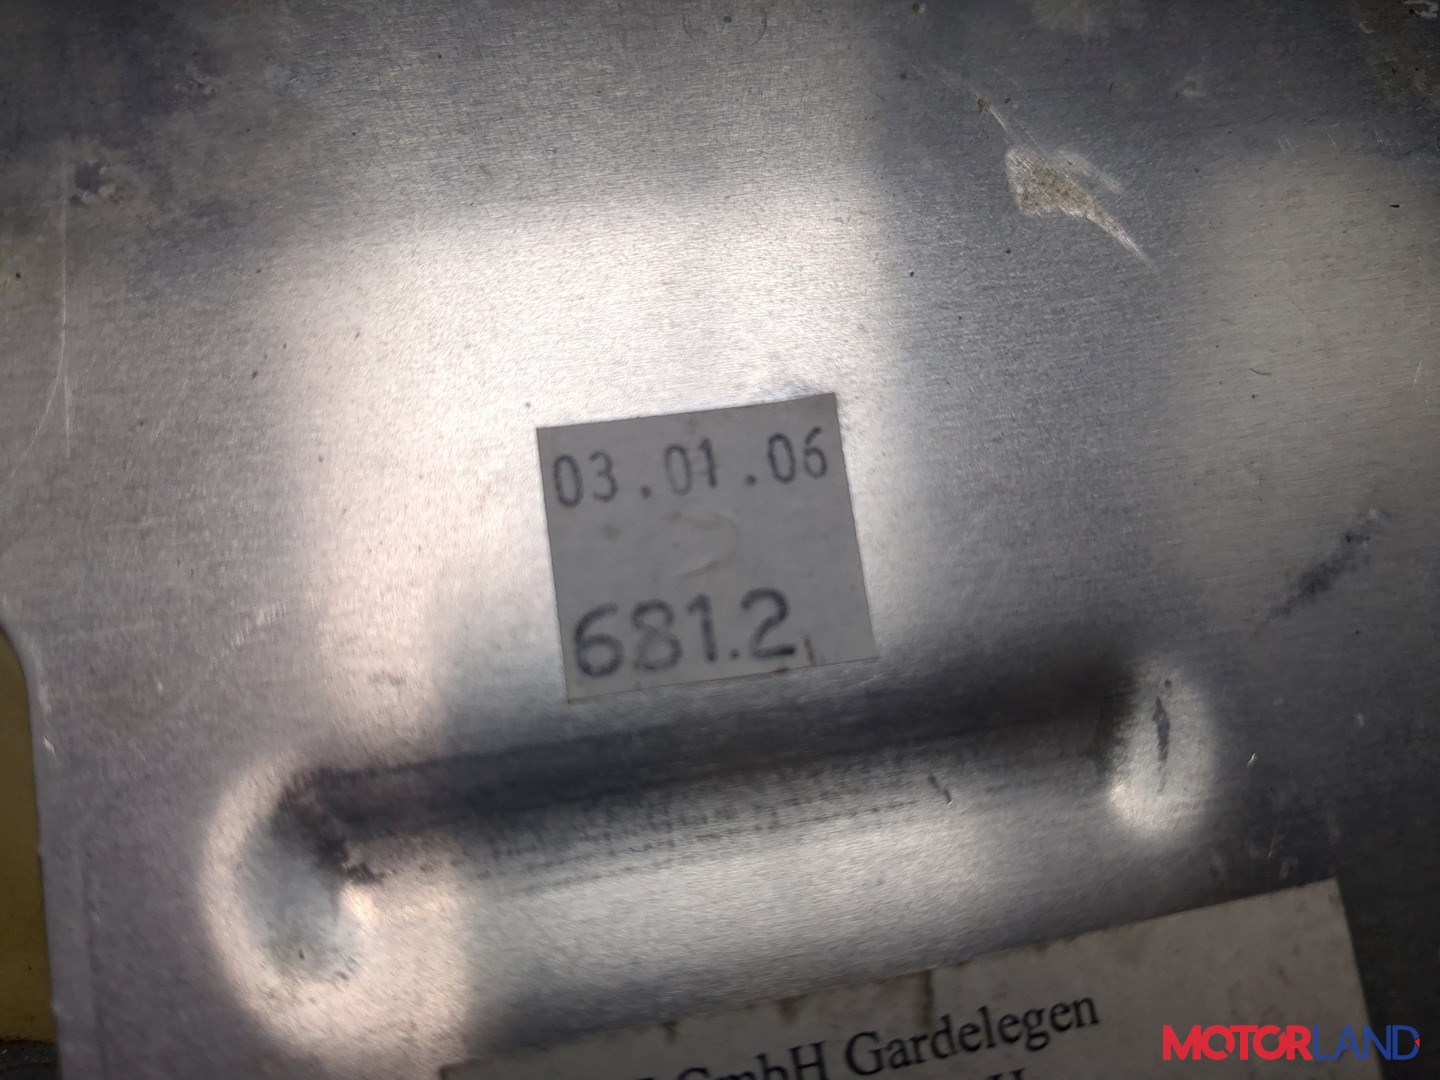 03.01.06
681.2
GmbH Gardelegen
H
MOTORLAND